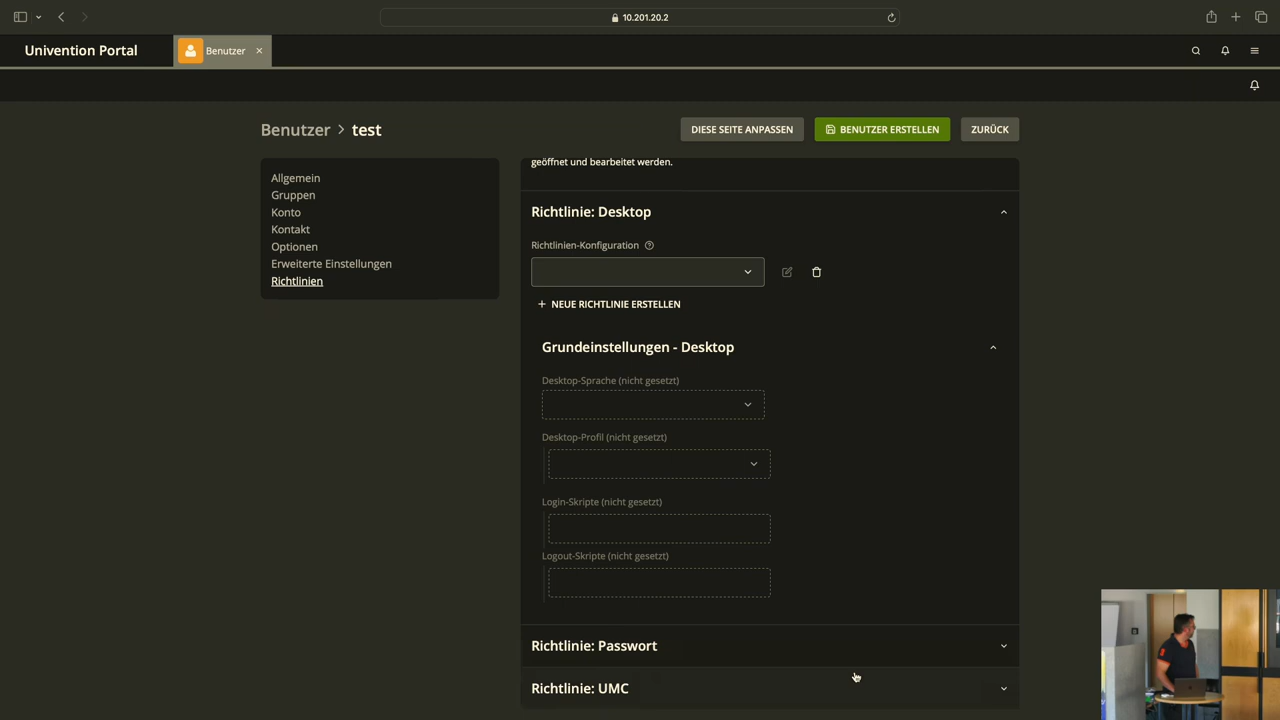 10.201.20.2
Univention Portal
Benutzer
Benutzer > test
DIESE SEITE ANPASSEN
BENUTZER ERSTELLEN
ZURÜCK
Allgemein
Gruppen
Konto
Kontakt
Optionen
Erweiterte Einstellungen
Richtlinien
geöffnet und bearbeitet werden.
Richtlinie: Desktop
Richtlinien-Konfiguration
+ NEUE RICHTLINIE ERSTELLEN
Grundeinstellungen - Desktop
Desktop-Sprache (nicht gesetzt)
Desktop-Profil (nicht gesetzt)
Login-Skripte (nicht gesetzt)
Logout-Skripte (nicht gesetzt)
Richtlinie: Passwort
Richtlinie: UMC